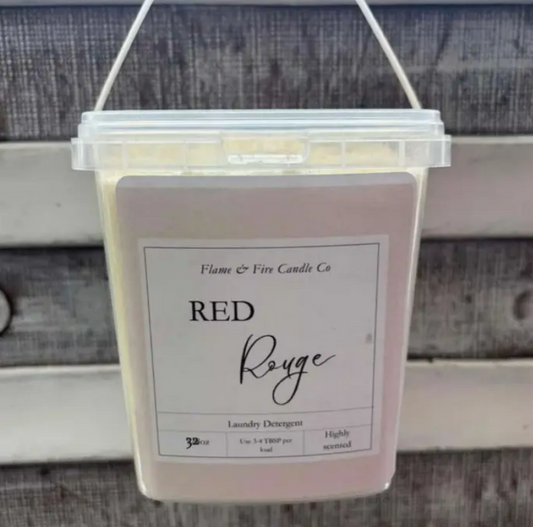 Flame & Fire Candle Co
RED
Rouge
Laundry Detergent
32oz
Use 3-4 TBSP per
load
Highly
scented